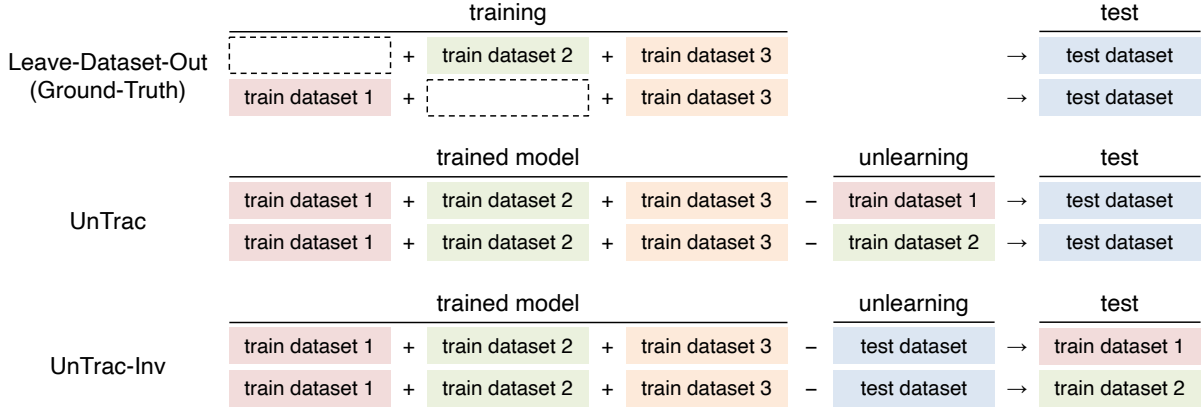 training test
Leave-Dataset-Out
(Ground-Truth)
+ train dataset 2 + train dataset 3 → test dataset
train dataset 1 + + train dataset 3 → test dataset
trained model unlearning test
UnTrac
train dataset 1 + train dataset 2 + train dataset 3 − train dataset 1 → test dataset
train dataset 1 + train dataset 2 + train dataset 3 − train dataset 2 → test dataset
trained model unlearning test
UnTrac-Inv
train dataset 1 + train dataset 2 + train dataset 3 − test dataset → train dataset 1
train dataset 1 + train dataset 2 + train dataset 3 − test dataset → train dataset 2